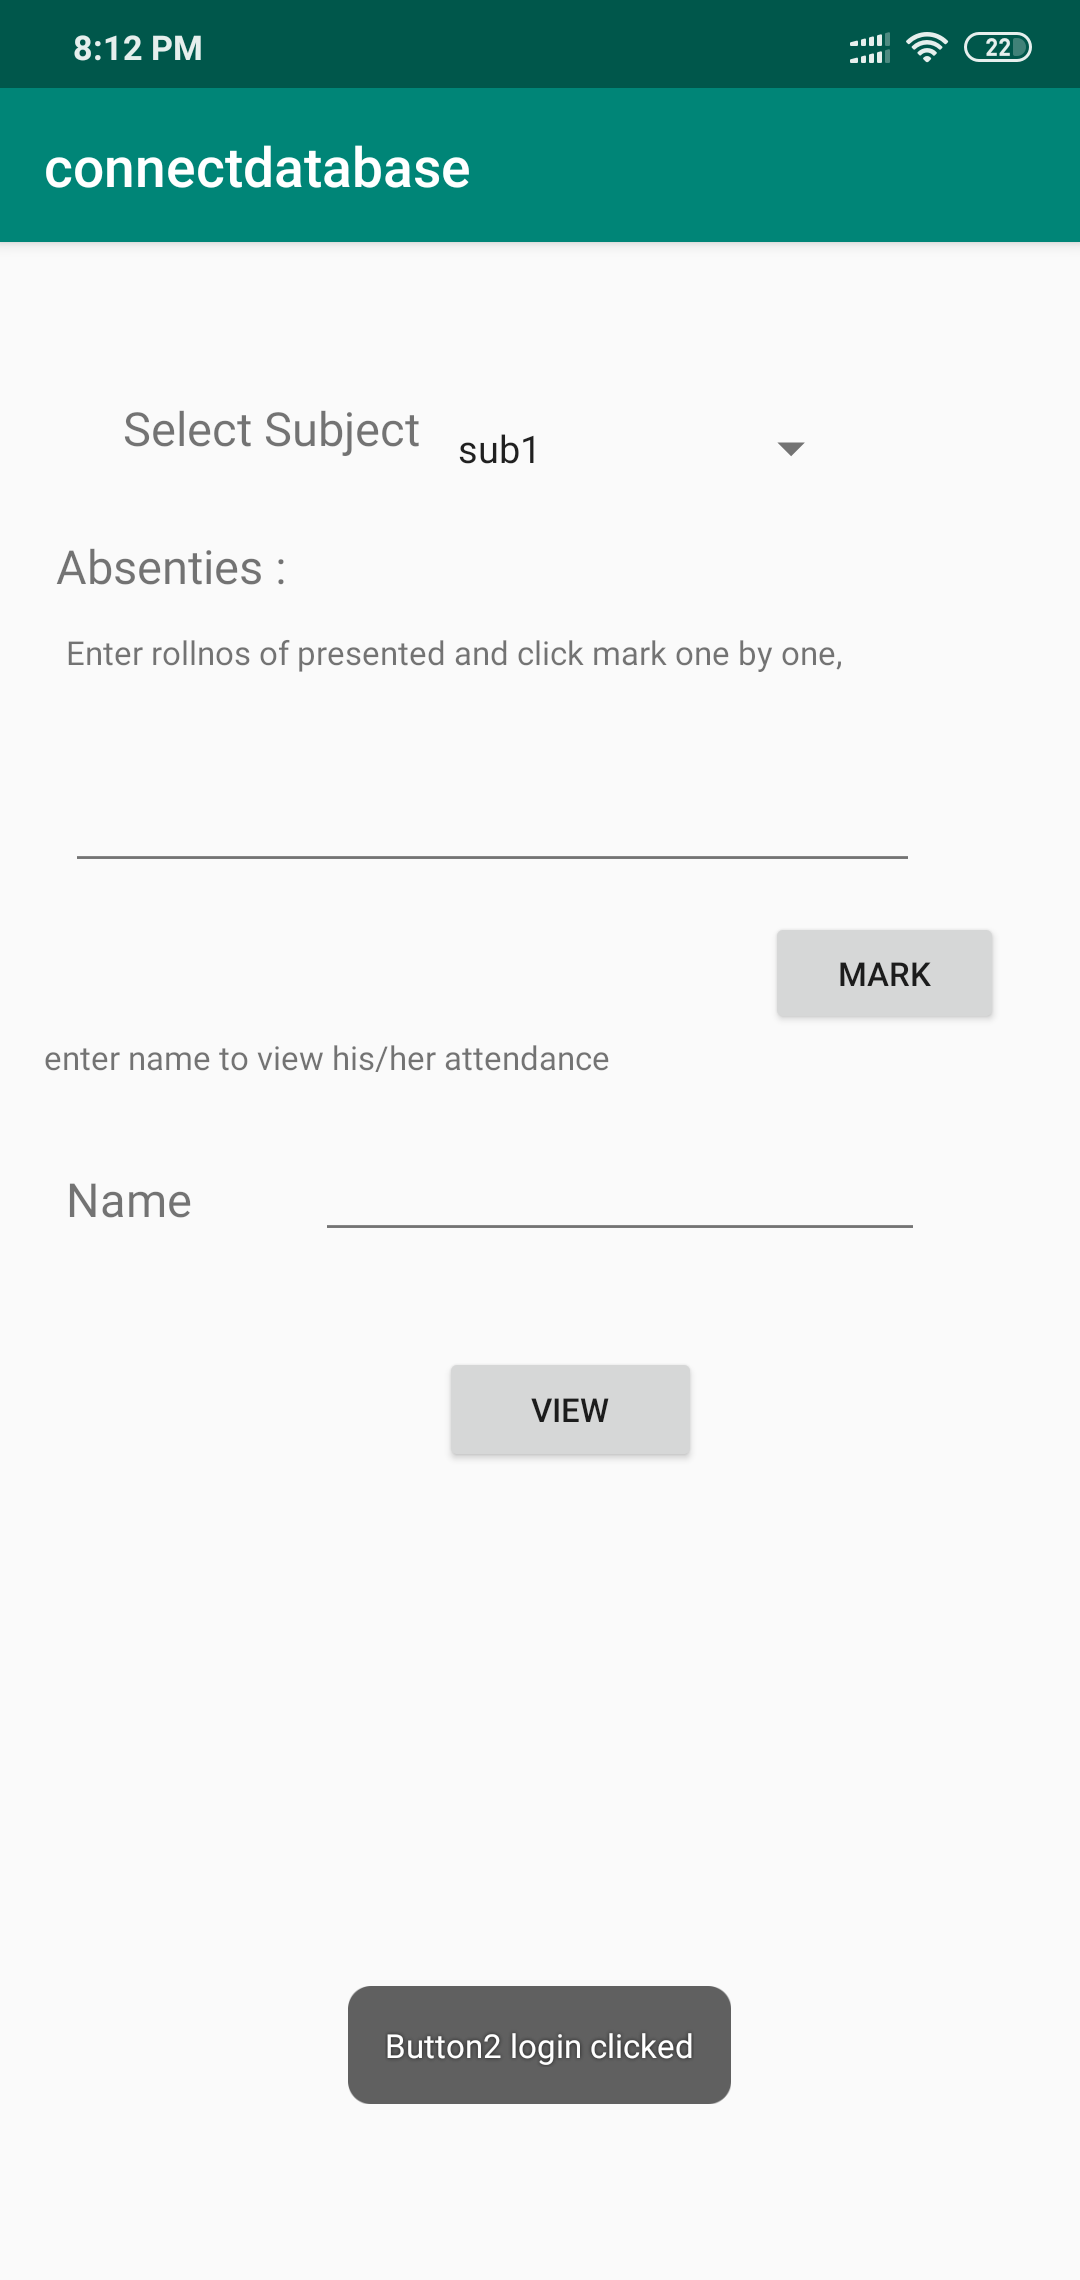 8:12 PM 22
connectdatabase
Select Subject sub1
Absenties :
Enter rollnos of presented and click mark one by one,
MARK
enter name to view his/her attendance
Name
VIEW
Button2 login clicked